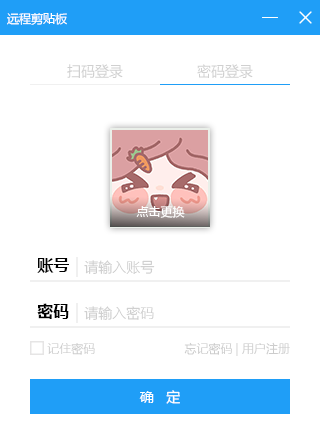 远程剪贴板
扫码登录 密码登录
点击更换
账号 请输入账号
密码 请输入密码
记住密码 忘记密码 | 用户注册
确 定